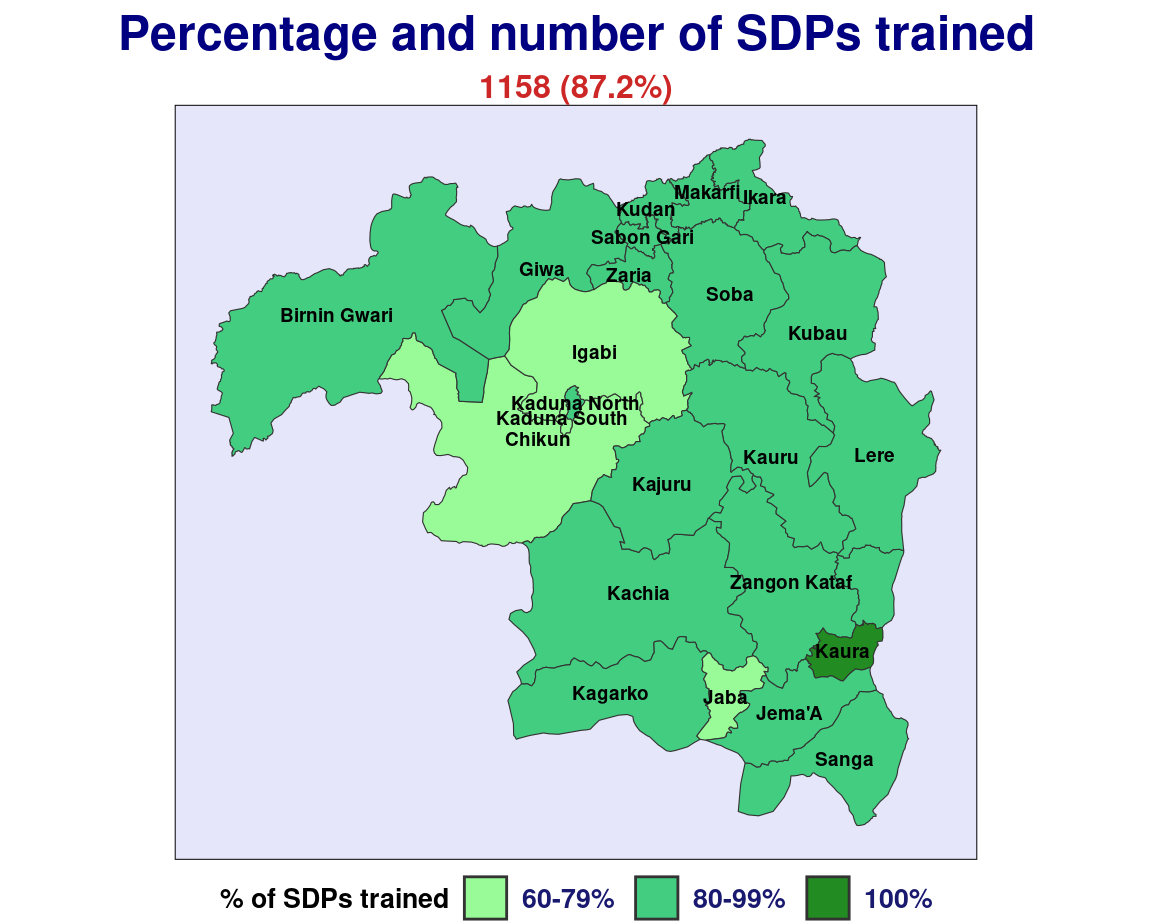 Percentage and number of SDPs trained
1158 (87.2%)
Makarfi
Ikara
Kudan
Sabon Gari
Giwa
Zaria
Soba
Birnin Gwari
Kubau
Igabi
Kaduna North
Kaduna South
Chikun
Kauru
Lere
Kajuru
Zangon Kataf
Kachia
Kaura
Kagarko
Jaba
Jema'A
Sanga
% of SDPs trained 60-79% 80-99% 100%